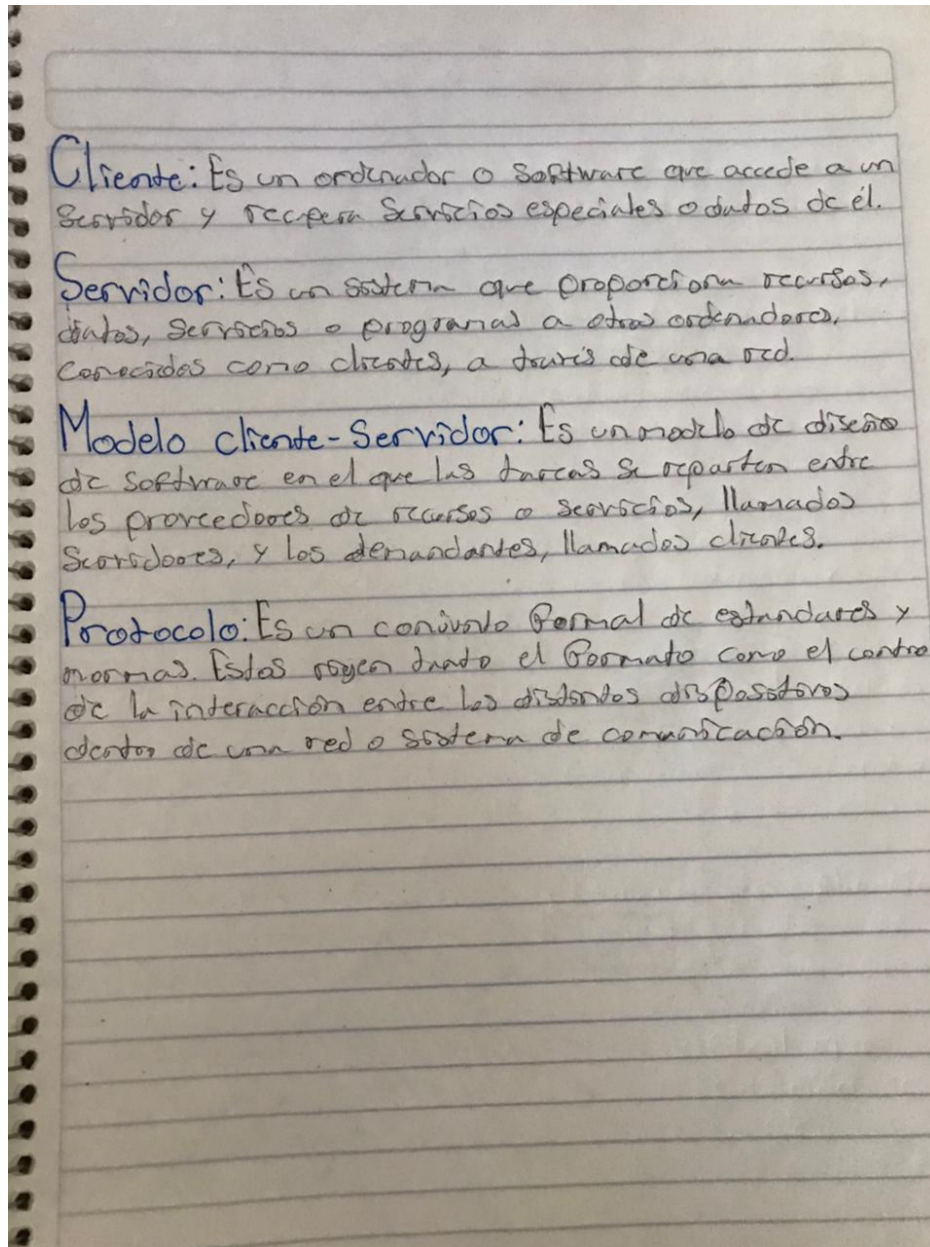 Cliente: Es un ordenador o Software que accede a un
Servidor y recupera Servicios especiales o datos de él.
Servidor: Es un sistema que proporciona recursos,
datos, Servicios o programas a otros ordenadores,
conocidos como clientes, a través de una red.
Modelo cliente-Servidor: Es un modelo de diseño
de Software en el que las tareas se reparten entre
los proveedores de recursos o servicios, llamados
Servidores, y los demandantes, llamados clientes.
Protocolo: Es un conjunto formal de estandares y
normas. Estas rigen tanto el formato como el contro
de la interacción entre los distintos dispositivos
dentro de una red o sistema de comunicación.